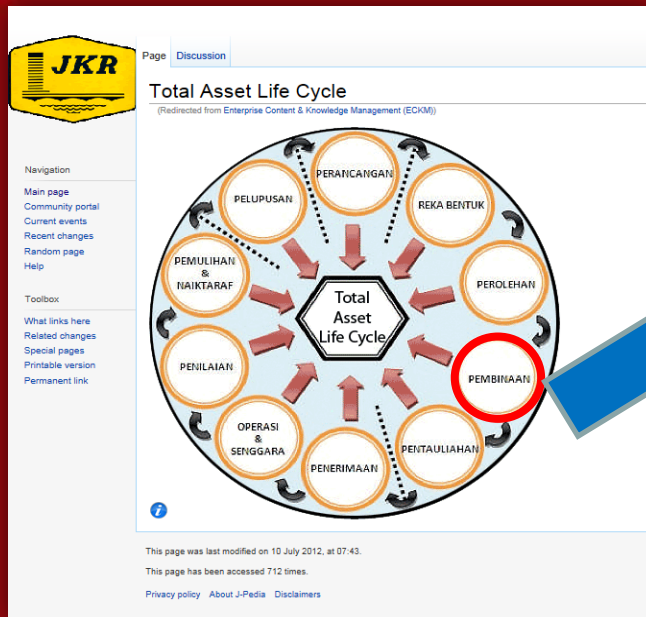 JKR
Page Discussion
Total Asset Life Cycle
(Redirected from Enterprise Content & Knowledge Management (ECKM))
Navigation
Main page
Community portal
Current events
Recent changes
Random page
Help
Toolbox
What links here
Related changes
Special pages
Printable version
Permanent link
PERANCANGAN
REKA BENTUK
PEROLEHAN
PEMBINAAN
PENTAULIAHAN
PENERIMAAN
OPERASI
&
SENGGARA
PENILAIAN
PEMULIHAN
&
NAIKTARAF
PELUPUSAN
Total
Asset
Life Cycle
This page was last modified on 10 July 2012, at 07:43.
This page has been accessed 712 times.
Privacy policy About J-Pedia Disclaimers